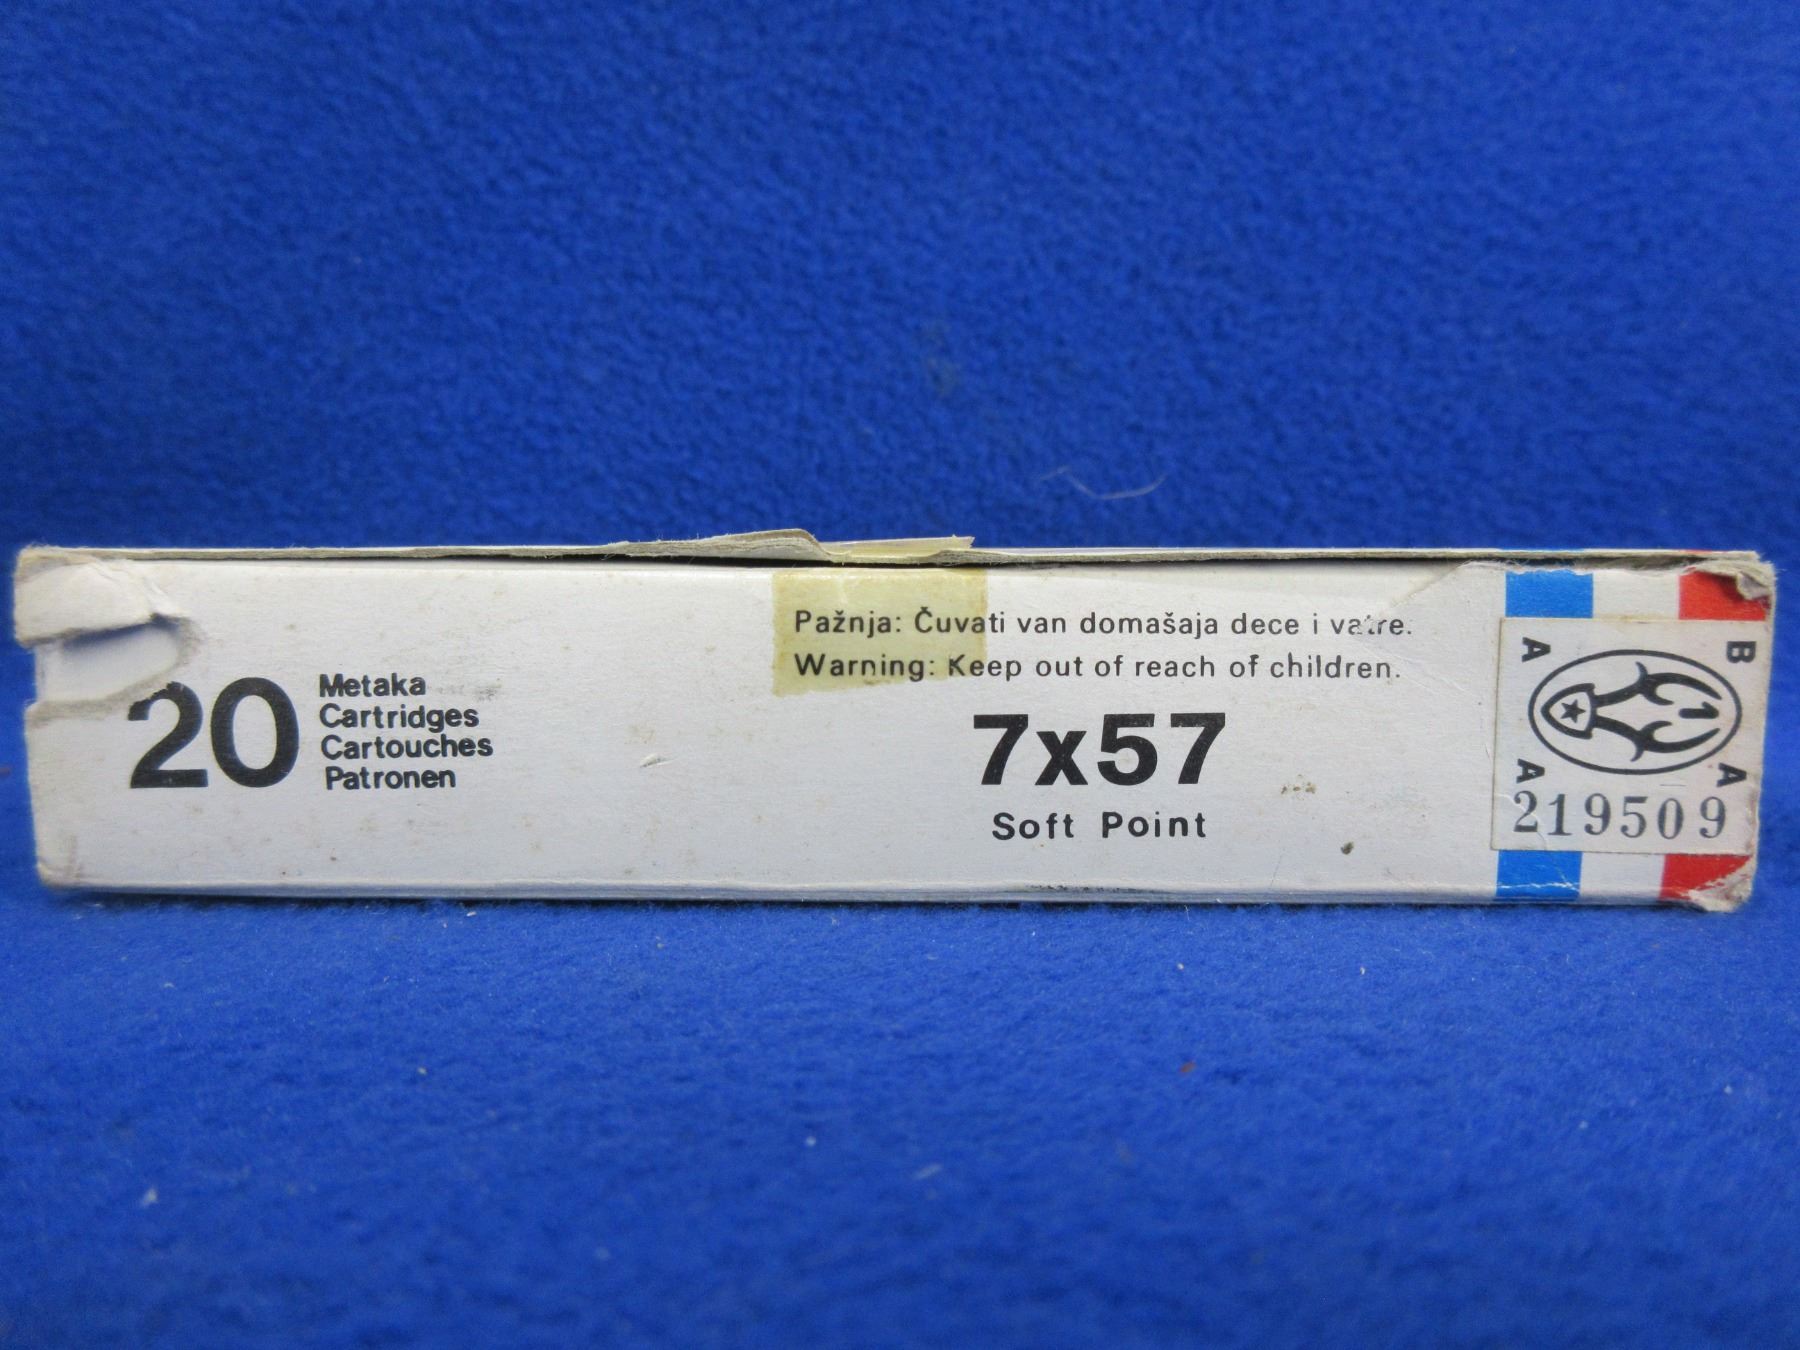 Pažnja: Čuvati van domašaja dece i vatre.
Warning: Keep out of reach of children.
20
Metaka
Cartridges
Cartouches
Patronen
7x57
Soft Point
A B
1
A A
219509